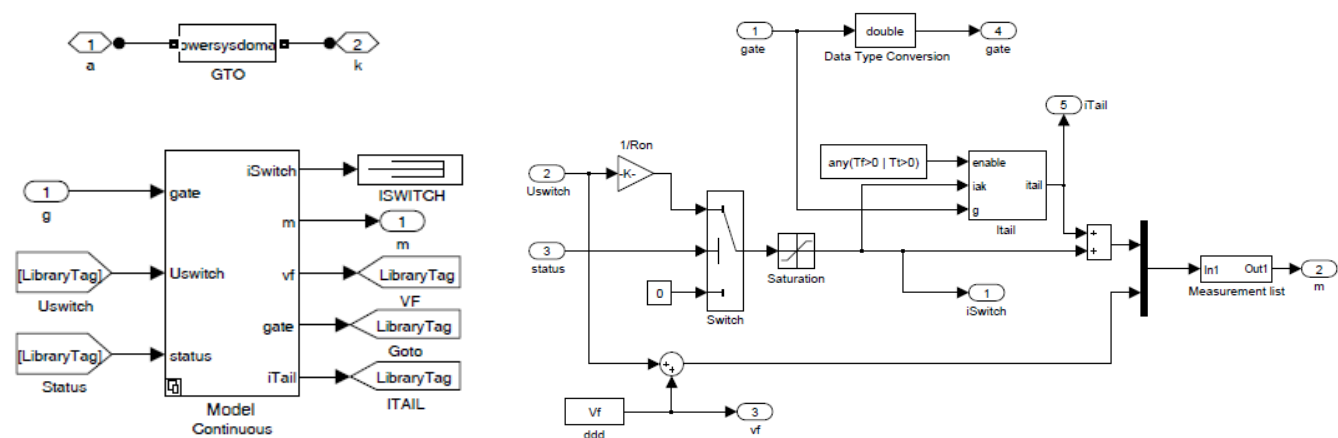 1
a
owersysdoma
GTO
2
k
1
g
[LibraryTag]
Uswitch
[LibraryTag]
Status
gate
Uswitch
status
iSwitch
m
vf
gate
iTail
Model
Continuous
ISWITCH
1
m
LibraryTag
VF
LibraryTag
Goto
LibraryTag
ITAIL
1
gate
double
Data Type Conversion
4
gate
5
iTail
any(Tf>0 | Tt>0)
enable
iak
g
itail
Itail
1/Ron
-K-
2
Uswitch
3
status
0
Switch
Saturation
1
iSwitch
+
+
In1
Out1
Measurement list
2
m
+
+
Vf
ddd
3
vf